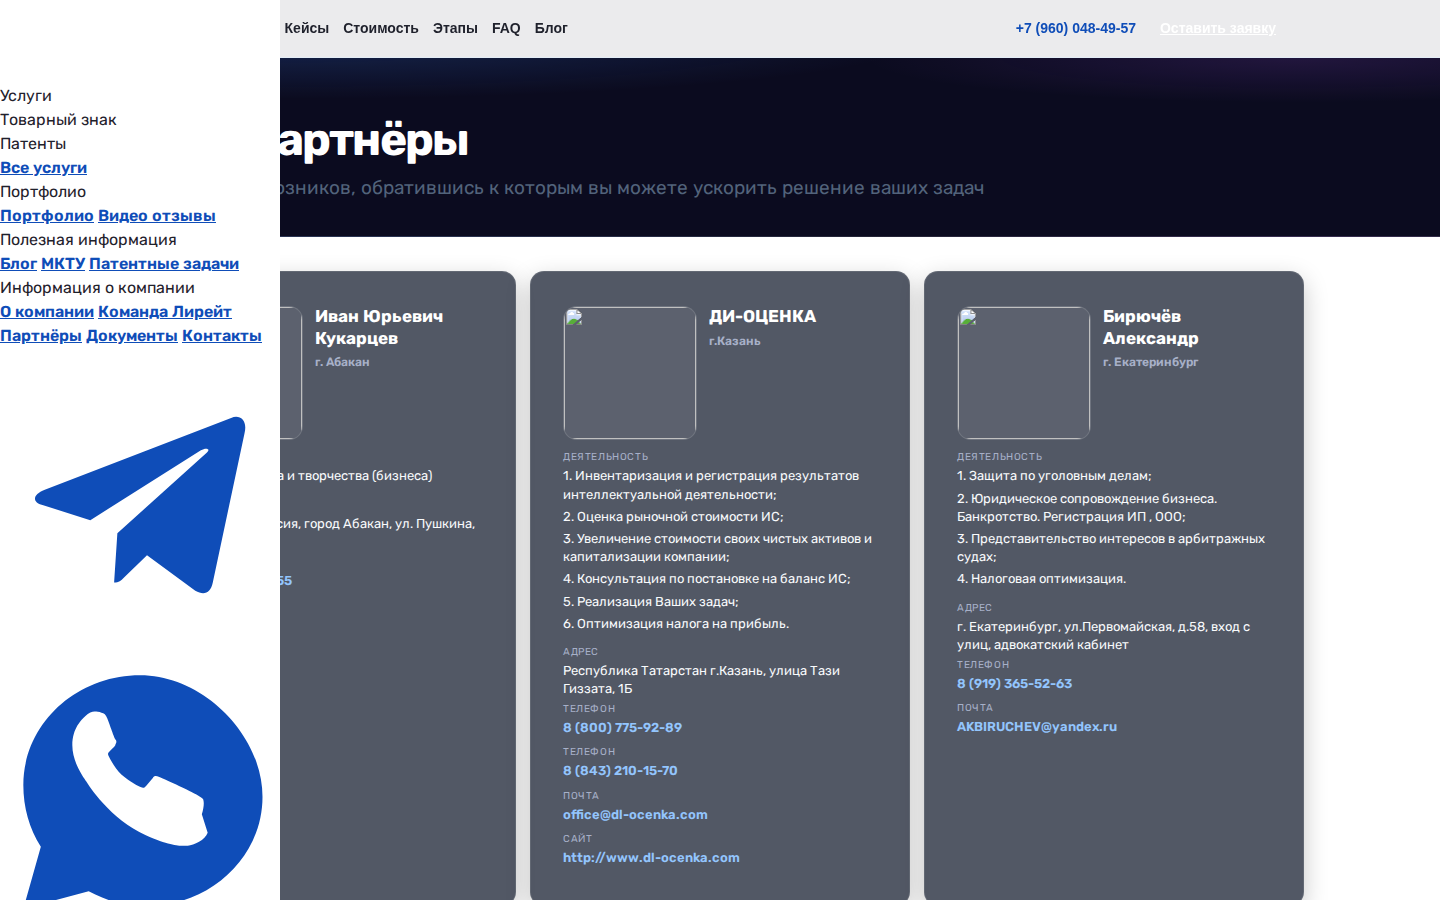 Кейсы Стоимость Этапы FAQ Блог
+7 (960) 048-49-57 Оставить заявку
Услуги
Товарный знак
Патенты
Все услуги
Портфолио
Портфолио Видео отзывы
Полезная информация
Блог МКТУ Патентные задачи
Информация о компании
О компании Команда Лирейт
Партнёры Документы Контакты
артнёры
озников, обратившись к которым вы можете ускорить решение ваших задач
Иван Юрьевич
Кукарцев
г. Абакан
а и творчества (бизнеса)
сия, город Абакан, ул. Пушкина,
55
ДИ-ОЦЕНКА
г.Казань
ДЕЯТЕЛЬНОСТЬ
1. Инвентаризация и регистрация результатов
интеллектуальной деятельности;
2. Оценка рыночной стоимости ИС;
3. Увеличение стоимости своих чистых активов и
капитализации компании;
4. Консультация по постановке на баланс ИС;
5. Реализация Ваших задач;
6. Оптимизация налога на прибыль.
АДРЕС
Республика Татарстан г.Казань, улица Тази
Гиззата, 1Б
ТЕЛЕФОН
8 (800) 775-92-89
ТЕЛЕФОН
8 (843) 210-15-70
ПОЧТА
office@dl-ocenka.com
САЙТ
http://www.dl-ocenka.com
Бирючёв
Александр
г. Екатеринбург
ДЕЯТЕЛЬНОСТЬ
1. Защита по уголовным делам;
2. Юридическое сопровождение бизнеса.
Банкротство. Регистрация ИП , ООО;
3. Представительство интересов в арбитражных
судах;
4. Налоговая оптимизация.
АДРЕС
г. Екатеринбург, ул.Первомайская, д.58, вход с
улиц, адвокатский кабинет
ТЕЛЕФОН
8 (919) 365-52-63
ПОЧТА
AKBIRUCHEV@yandex.ru